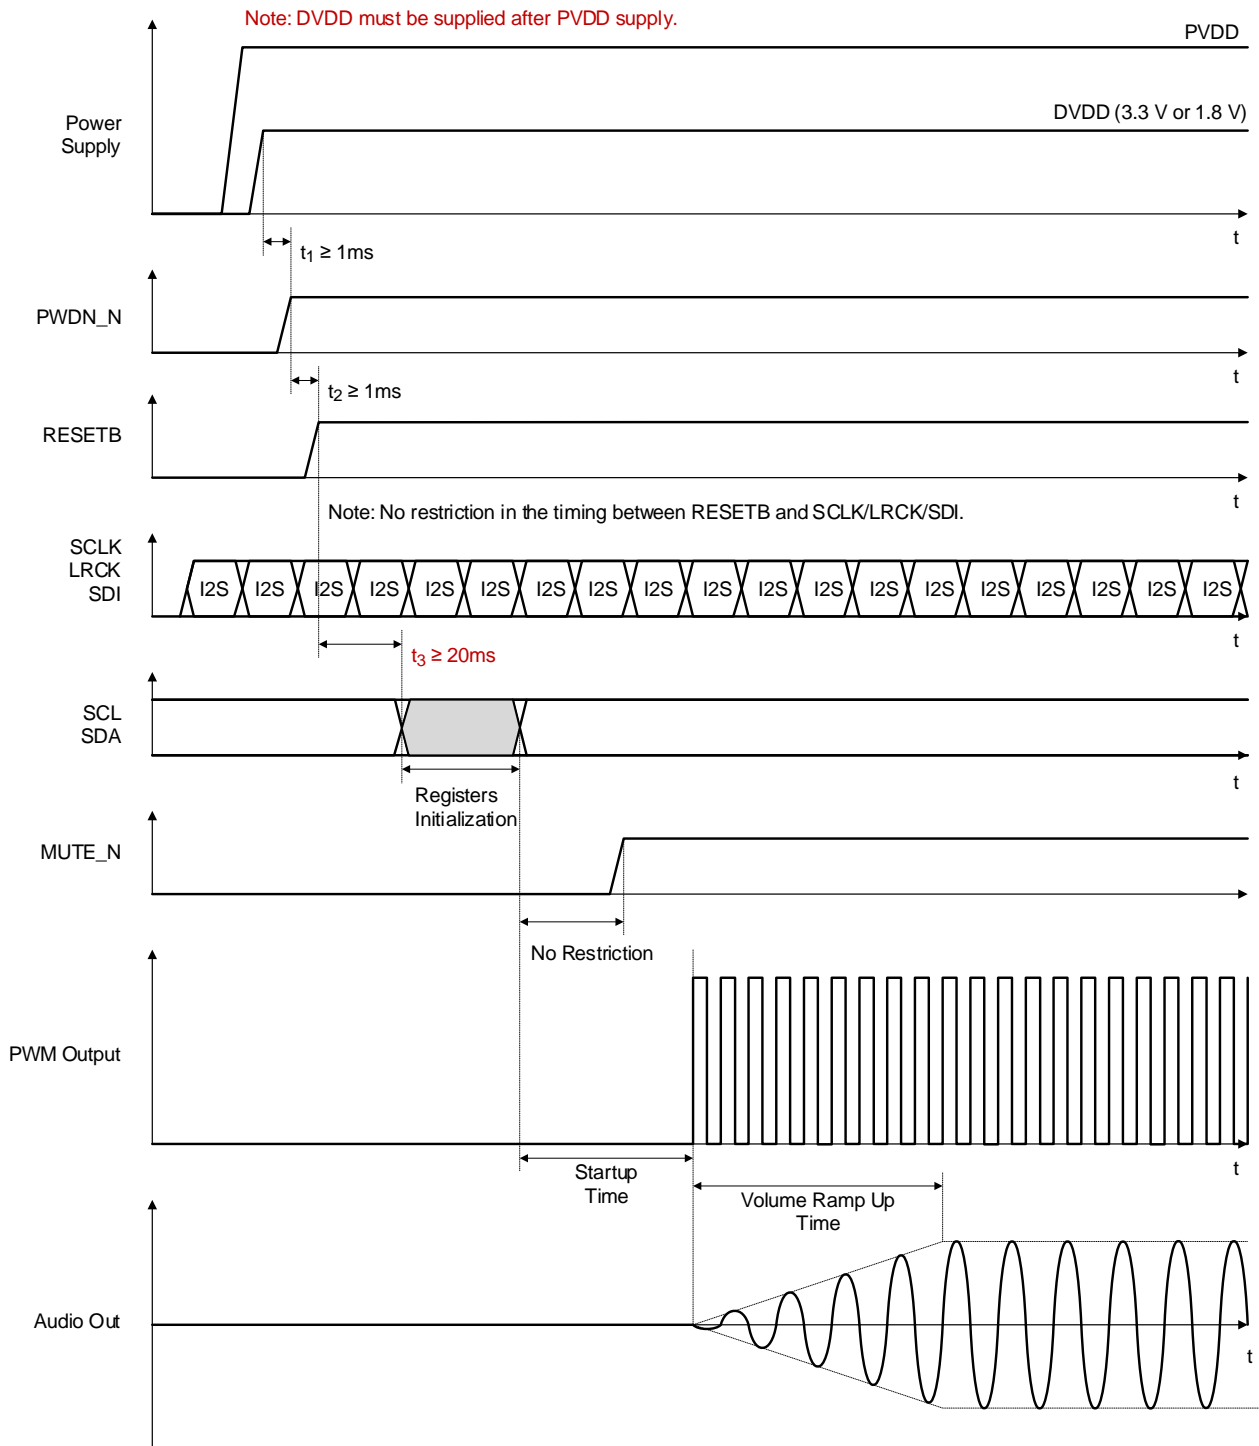 Note: DVDD must be supplied after PVDD supply.
PVDD
DVDD (3.3 V or 1.8 V)
Power
Supply
t
t1 ≥ 1ms
PWDN_N
t
t2 ≥ 1ms
RESETB
t
Note: No restriction in the timing between RESETB and SCLK/LRCK/SDI.
SCLK
LRCK
SDI
I2S I2S I2S I2S I2S I2S I2S I2S I2S I2S I2S I2S I2S I2S I2S I2S I2S I2S I2S
t
t3 ≥ 20ms
SCL
SDA
t
Registers
Initialization
MUTE_N
t
No Restriction
PWM Output
t
Startup
Time
Volume Ramp Up
Time
Audio Out
t